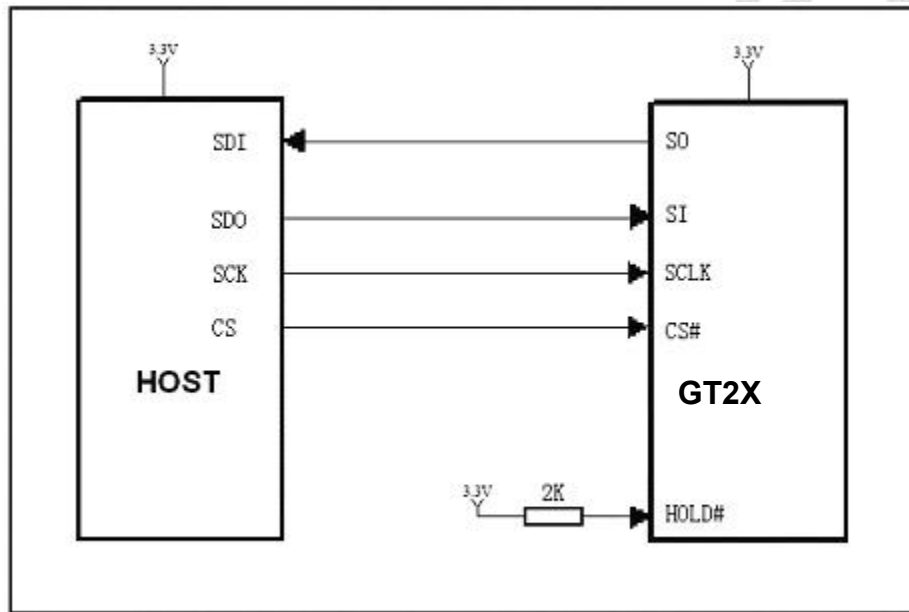 3.3V
3.3V
SDI
SO
SDO
SI
SCK
SCLK
CS
CS#
HOST
GT2X
3.3V
2K
HOLD#